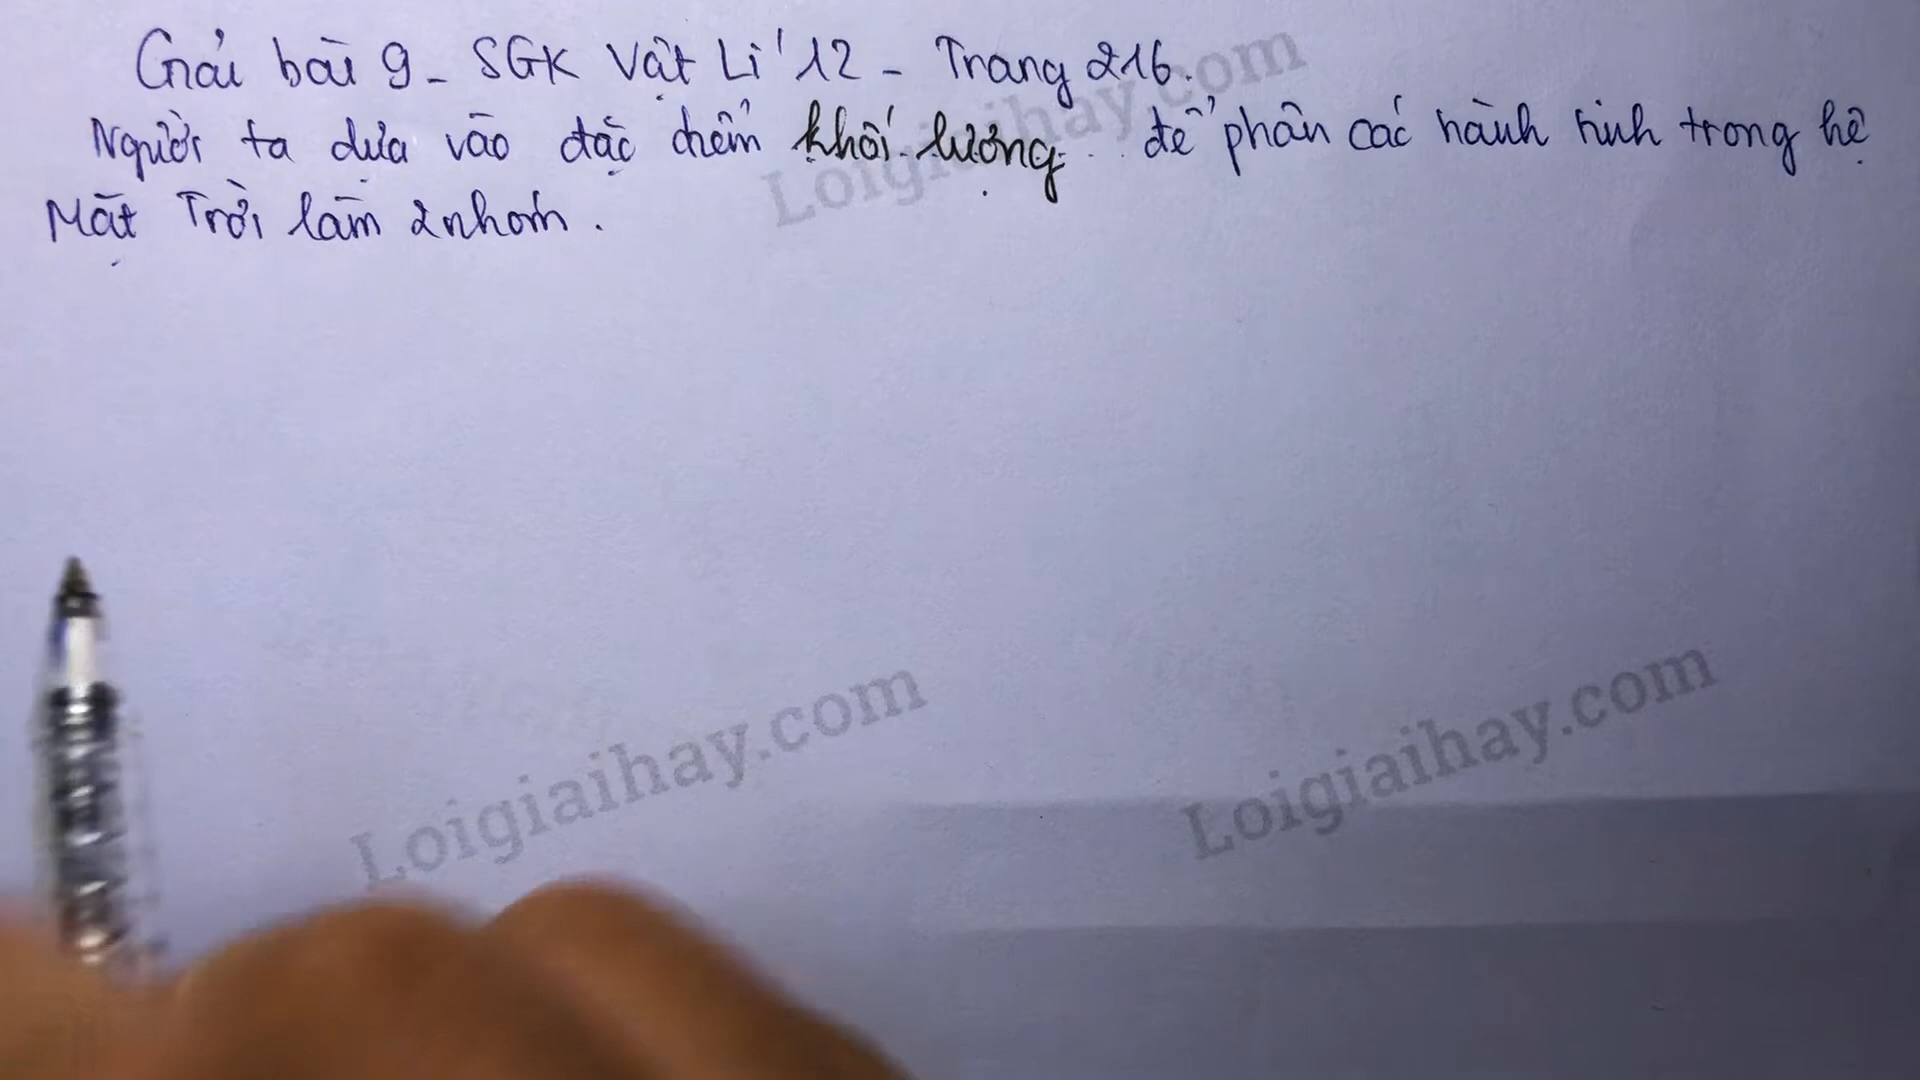 Giải bài 9 - SGK Vật Lí 12 - Trang 216.
Người ta dựa vào đặc điểm khối lượng... để phân các hành tinh trong hệ
Mặt Trời làm 2 nhóm.
Loigiaihay.com
Loigiaihay.com
Loigiaihay.com